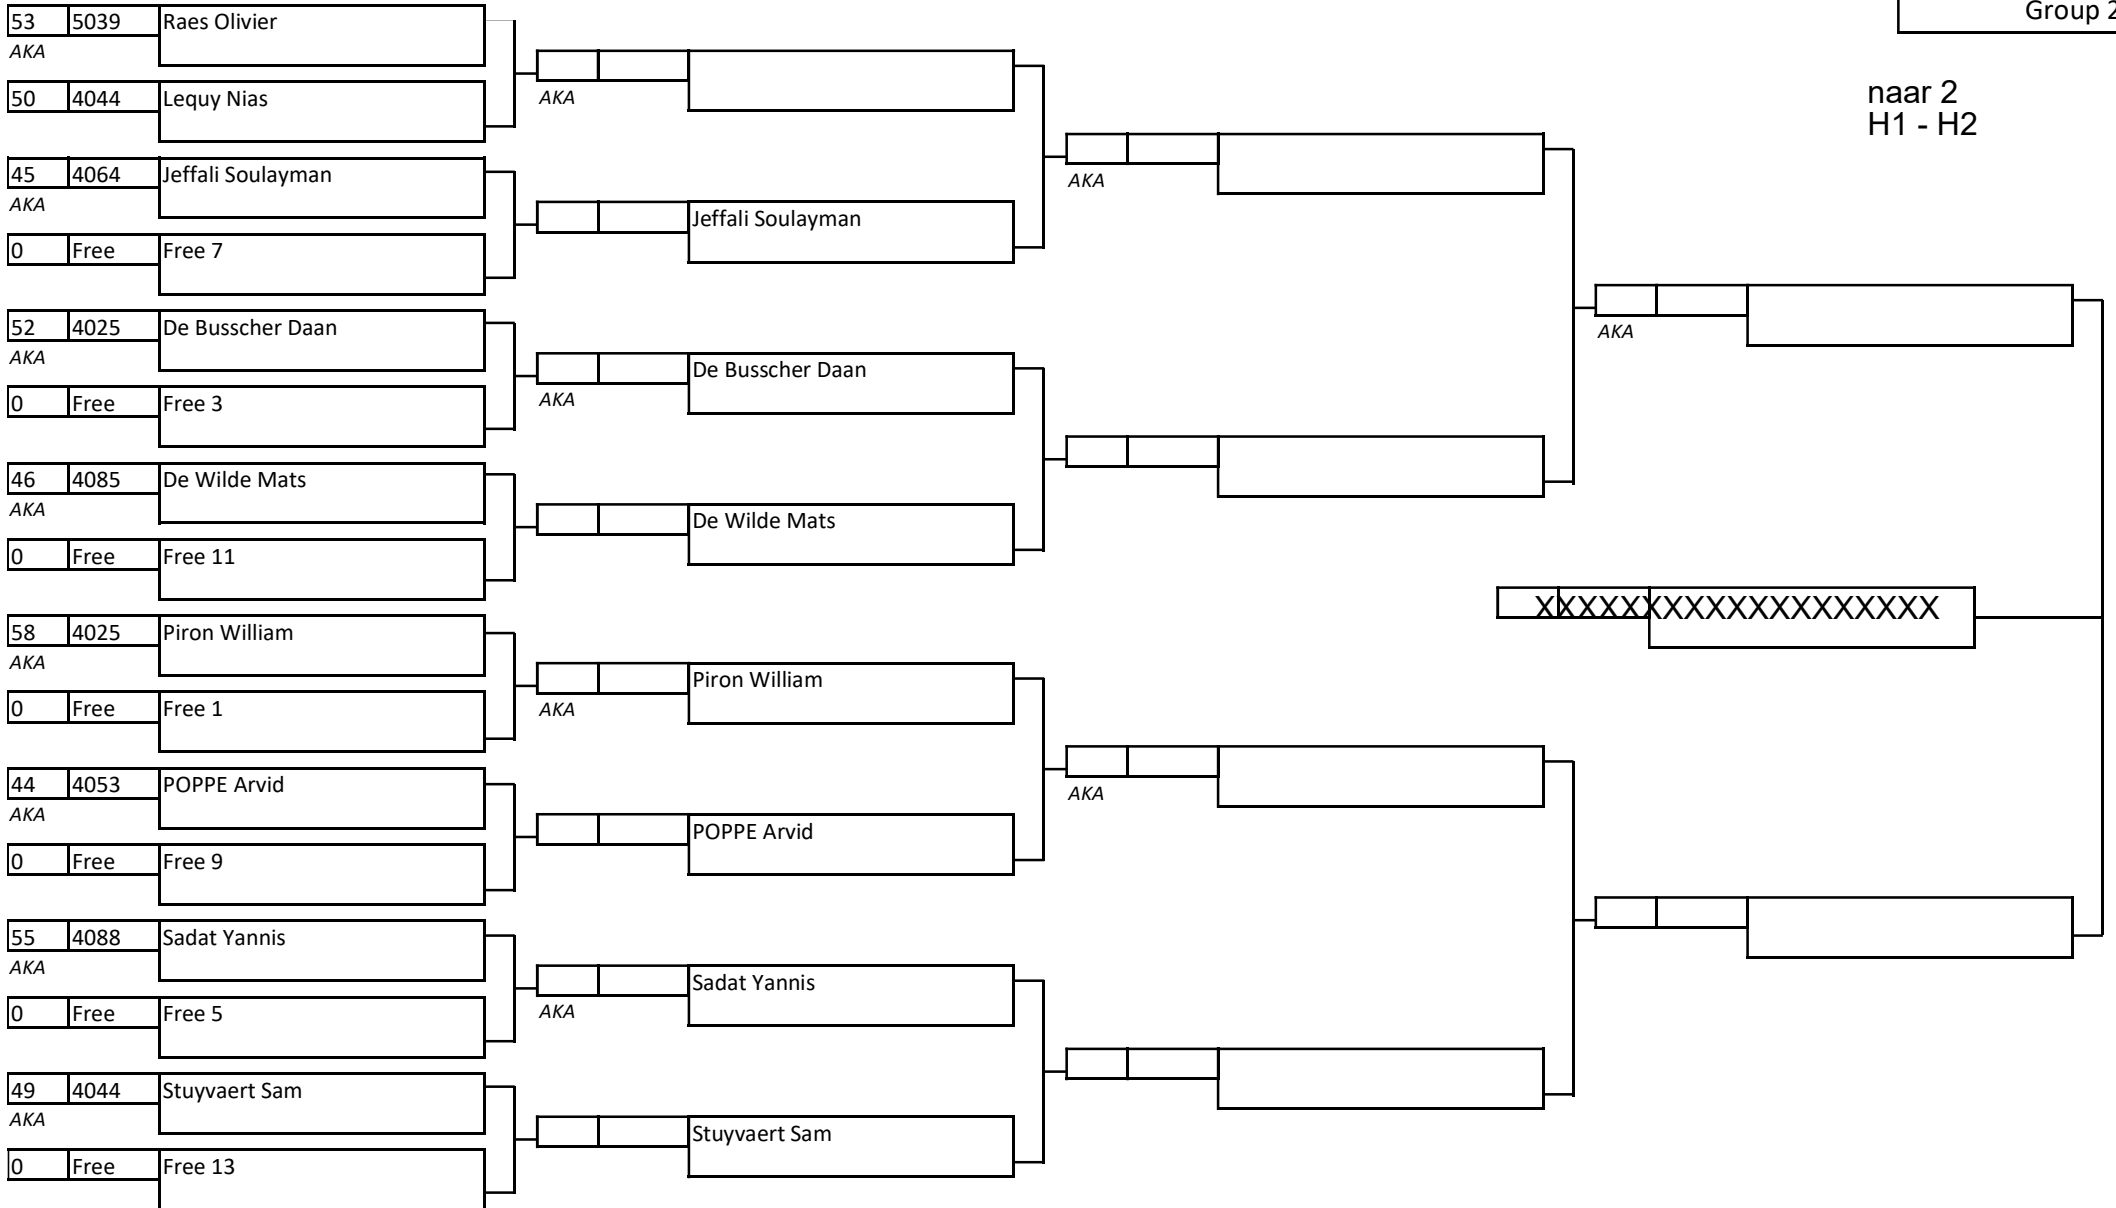 Group 2
naar 2
H1 - H2
53 5039 Raes Olivier
AKA
50 4044 Lequy Nias
45 4064 Jeffali Soulayman
AKA
0 Free Free 7
52 4025 De Busscher Daan
AKA
0 Free Free 3
46 4085 De Wilde Mats
AKA
0 Free Free 11
58 4025 Piron William
AKA
0 Free Free 1
44 4053 POPPE Arvid
AKA
0 Free Free 9
55 4088 Sadat Yannis
AKA
0 Free Free 5
49 4044 Stuyvaert Sam
AKA
0 Free Free 13
AKA
Jeffali Soulayman
De Busscher Daan
AKA
De Wilde Mats
Piron William
AKA
POPPE Arvid
Sadat Yannis
AKA
Stuyvaert Sam
AKA
AKA
AKA
XXXXXXXXXXXXXXXXXXX